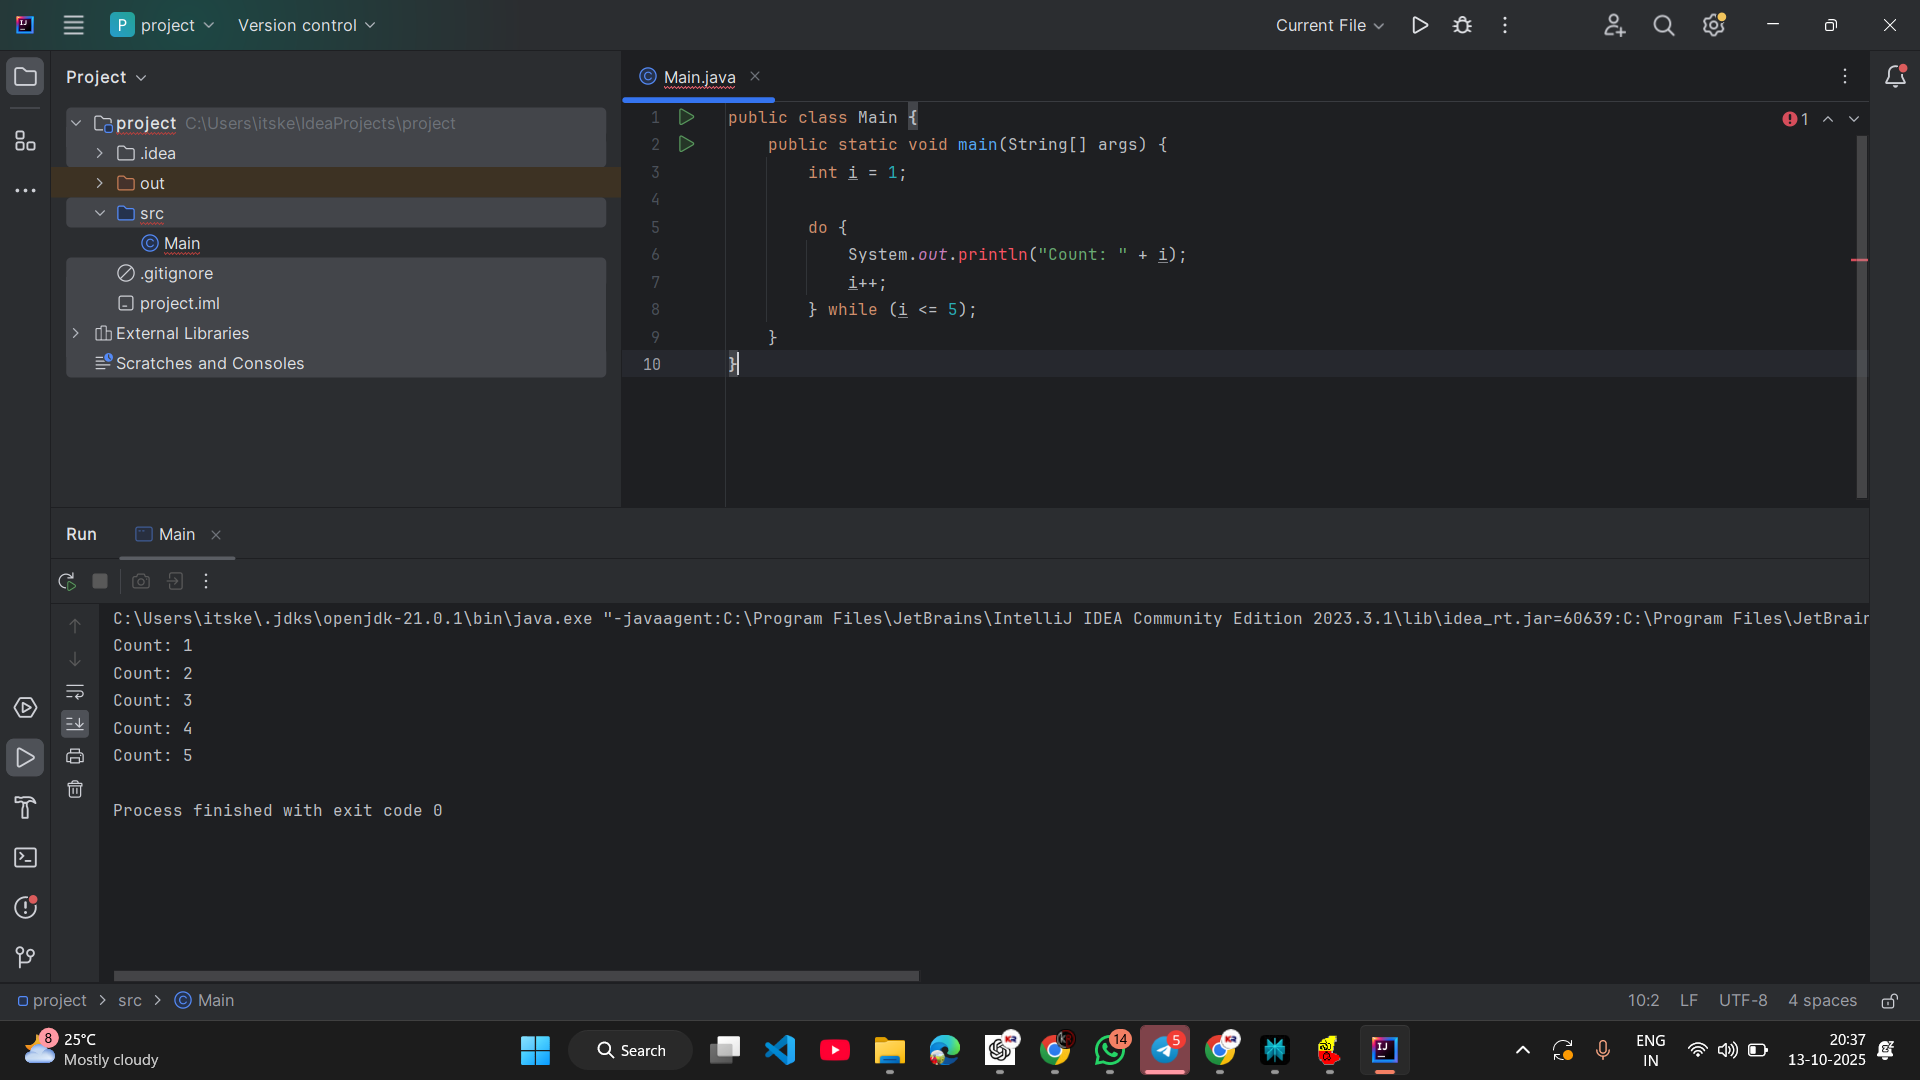 project Version control Current File
Project
Main.java
project C:\Users\itske\IdeaProjects\project
.idea
out
src
Main
.gitignore
project.iml
External Libraries
Scratches and Consoles
1 public class Main {
2 public static void main(String[] args) {
3 int i = 1;
4
5 do {
6 System.out.println("Count: " + i);
7 i++;
8 } while (i <= 5);
9 }
10 }
1
Run Main
C:\Users\itske\.jdks\openjdk-21.0.1\bin\java.exe "-javaagent:C:\Program Files\JetBrains\IntelliJ IDEA Community Edition 2023.3.1\lib\idea_rt.jar=60639:C:\Program Files\JetBrain
Count: 1
Count: 2
Count: 3
Count: 4
Count: 5
Process finished with exit code 0
project > src > Main 10:2 LF UTF-8 4 spaces
8 25°C
Mostly cloudy
Search
14
5
ENG
IN
20:37
13-10-2025